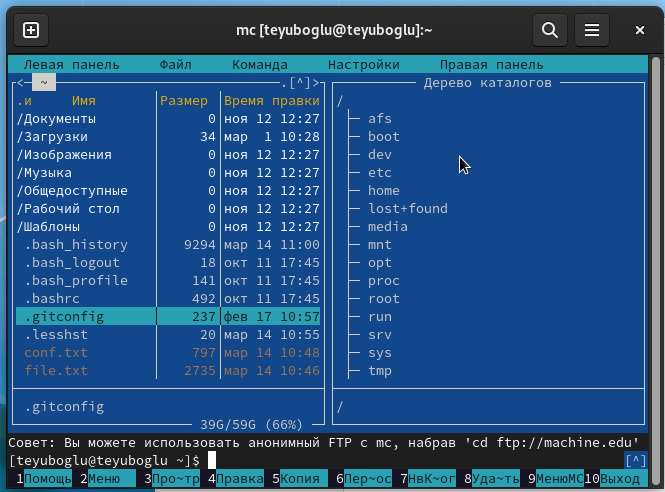 mc [teyuboglu@teyuboglu]:~
Левая панель Файл Команда Настройки Правая панель
<─ ~ .[^]> Дерево каталогов
.и Имя Размер Время правки /
/Документы 0 ноя 12 12:27 afs
/Загрузки 34 мар 1 10:28 boot
/Изображения 0 ноя 12 12:27 dev
/Музыка 0 ноя 12 12:27 etc
/Общедоступные 0 ноя 12 12:27 home
/Рабочий стол 0 ноя 12 12:27 lost+found
/Шаблоны 0 ноя 12 12:27 media
.bash_history 9294 мар 14 11:00 mnt
.bash_logout 18 окт 11 17:45 opt
.bash_profile 141 окт 11 17:45 proc
.bashrc 492 окт 11 17:45 root
.gitconfig 237 фев 17 10:57 run
.lesshst 20 мар 14 10:55 srv
conf.txt 797 мар 14 10:48 sys
file.txt 2735 мар 14 10:46 tmp
.gitconfig /
39G/59G (66%)
Совет: Вы можете использовать анонимный FTP с mc, набрав 'cd ftp://machine.edu'
[teyuboglu@teyuboglu ~]$ [^]
1Помощь 2Меню 3Про~тр 4Правка 5Копия 6Пер~ос 7НвК~ог 8Уда~ть 9МенюMC 10Выход